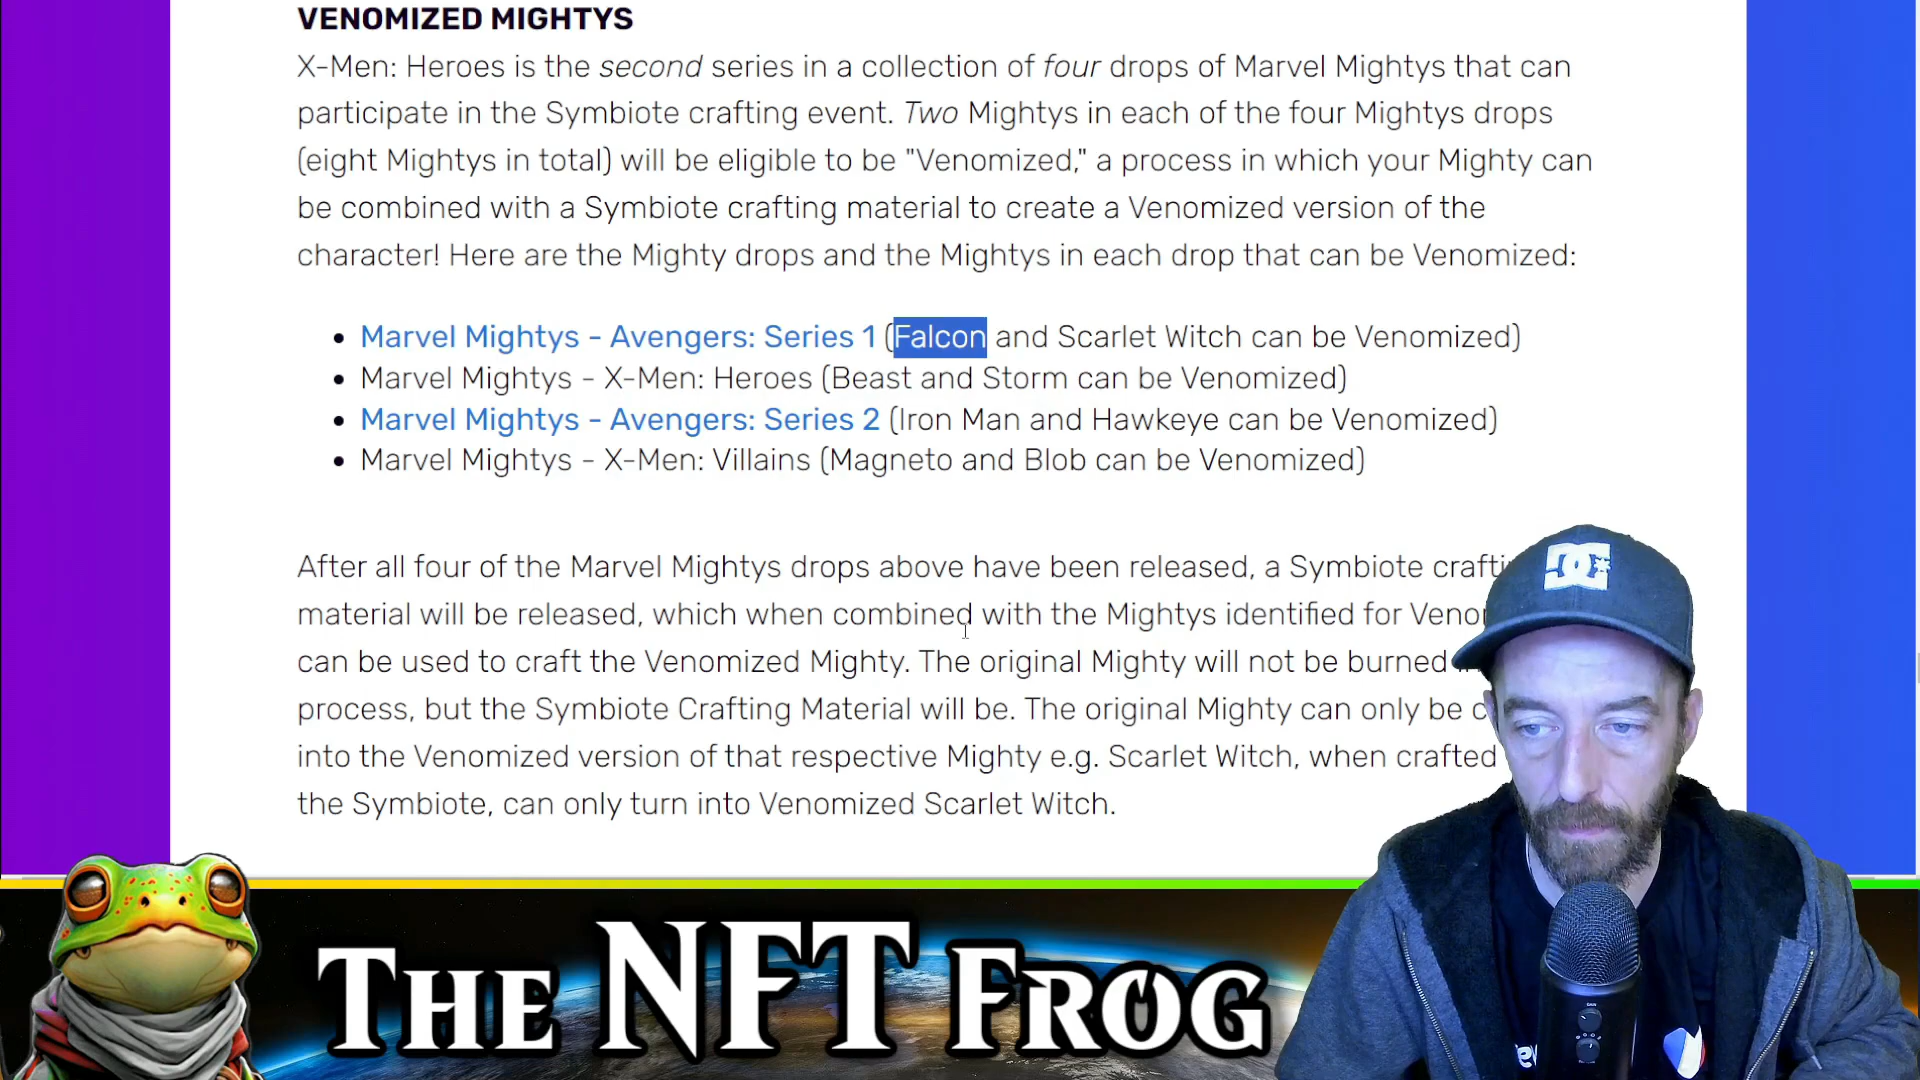 VENOMIZED MIGHTYS
X-Men: Heroes is the second series in a collection of four drops of Marvel Mightys that can
participate in the Symbiote crafting event. Two Mightys in each of the four Mightys drops
(eight Mightys in total) will be eligible to be "Venomized," a process in which your Mighty can
be combined with a Symbiote crafting material to create a Venomized version of the
character! Here are the Mighty drops and the Mightys in each drop that can be Venomized:
• Marvel Mightys - Avengers: Series 1 (Falcon and Scarlet Witch can be Venomized)
• Marvel Mightys - X-Men: Heroes (Beast and Storm can be Venomized)
• Marvel Mightys - Avengers: Series 2 (Iron Man and Hawkeye can be Venomized)
• Marvel Mightys - X-Men: Villains (Magneto and Blob can be Venomized)
After all four of the Marvel Mightys drops above have been released, a Symbiote
material will be released, which when combined with the Mightys identified for
can be used to craft the Venomized Mighty. The original Mighty will not be burned
process, but the Symbiote Crafting Material will be. The original Mighty can only be
into the Venomized version of that respective Mighty e.g. Scarlet Witch, when crafted
the Symbiote, can only turn into Venomized Scarlet Witch.
THE NFT FROG
DC